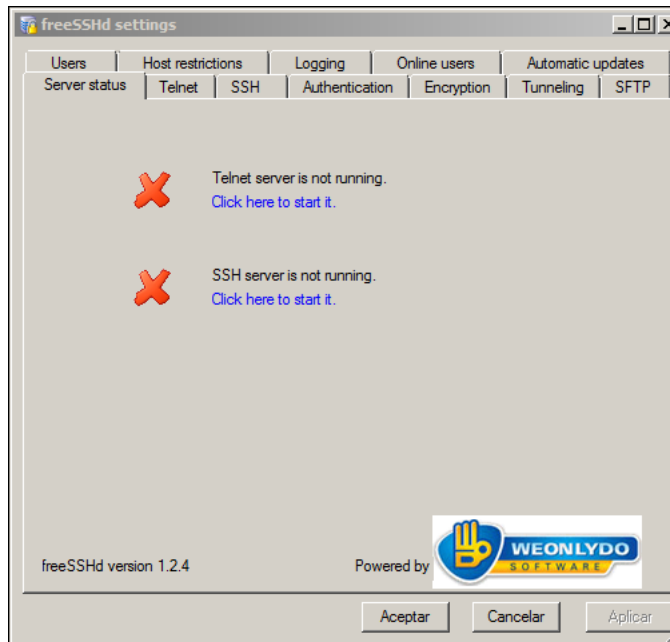 freeSSHd settings
Users Host restrictions Logging Online users Automatic updates
Server status Telnet SSH Authentication Encryption Tunneling SFTP
Telnet server is not running.
Click here to start it.
SSH server is not running.
Click here to start it.
WEONLYDO
SOFTWARE
freeSSHd version 1.2.4 Powered by
Aceptar Cancelar Aplicar